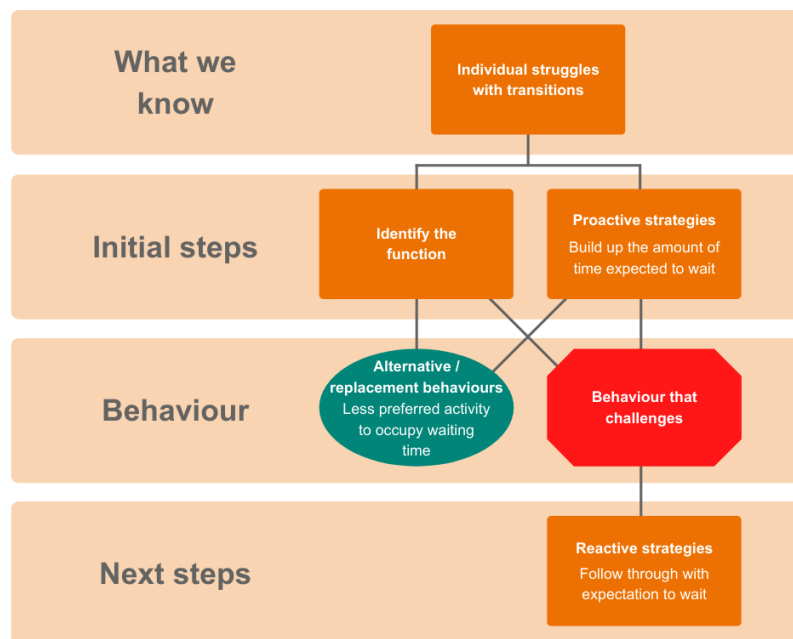 What we
know
Individual struggles
with transitions
Initial steps
Identify the
function
Proactive strategies
Build up the amount of
time expected to wait
Behaviour
Alternative /
replacement behaviours
Less preferred activity
to occupy waiting
time
Behaviour that
challenges
Next steps
Reactive strategies
Follow through with
expectation to wait